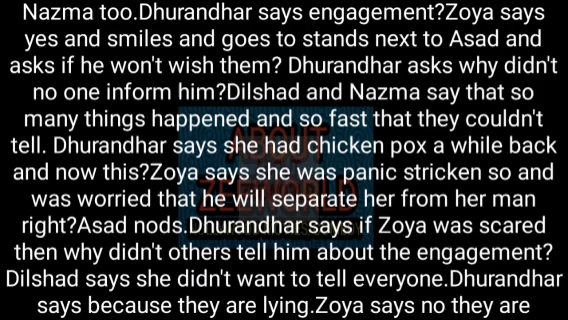 Nazma too.Dhurandhar says engagement?Zoya says
yes and smiles and goes to stands next to Asad and
asks if he won't wish them? Dhurandhar asks why didn't
no one inform him?Dilshad and Nazma say that so
many things happened and so fast that they couldn't
tell. Dhurandhar says she had chicken pox a while back
and now this?Zoya says she was panic stricken so and
was worried that he will separate her from her man
right?Asad nods.Dhurandhar says if Zoya was scared
then why didn't others tell him about the engagement?
Dilshad says she didn't want to tell everyone.Dhurandhar
says because they are lying.Zoya says no they are
ABOUT
ZEEWORLD